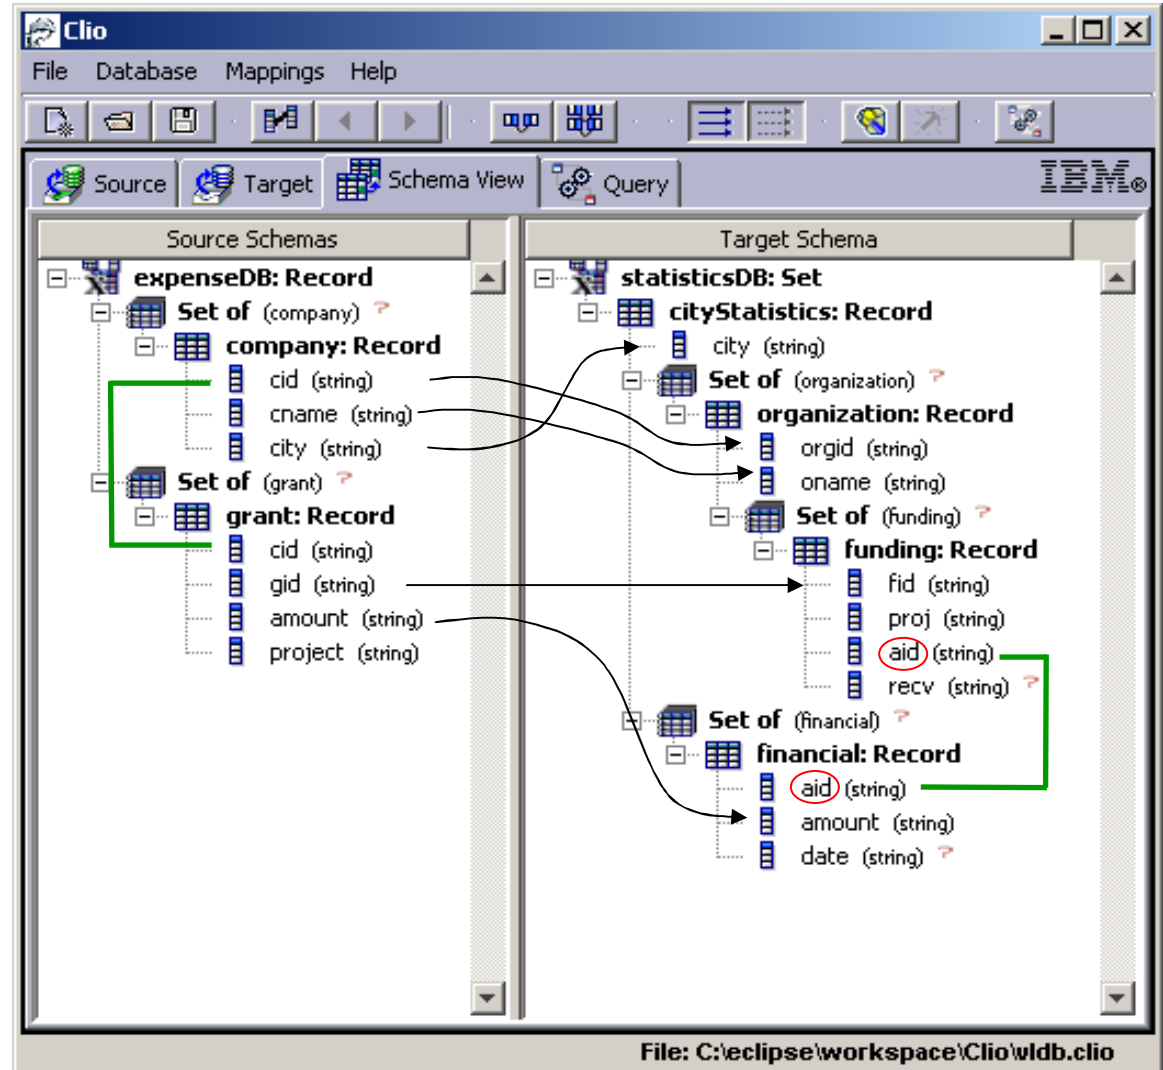 Clio
File Database Mappings Help
Source Target Schema View Query IBM®
Source Schemas
expenseDB: Record
Set of (company) ?
company: Record
cid (string)
cname (string)
city (string)
Set of (grant) ?
grant: Record
cid (string)
gid (string)
amount (string)
project (string)
Target Schema
statisticsDB: Set
cityStatistics: Record
city (string)
Set of (organization) ?
organization: Record
orgid (string)
oname (string)
Set of (funding) ?
funding: Record
fid (string)
proj (string)
aid (string)
recv (string) ?
Set of (financial) ?
financial: Record
aid (string)
amount (string)
date (string) ?
File: C:\eclipse\workspace\Clio\vldb.clio